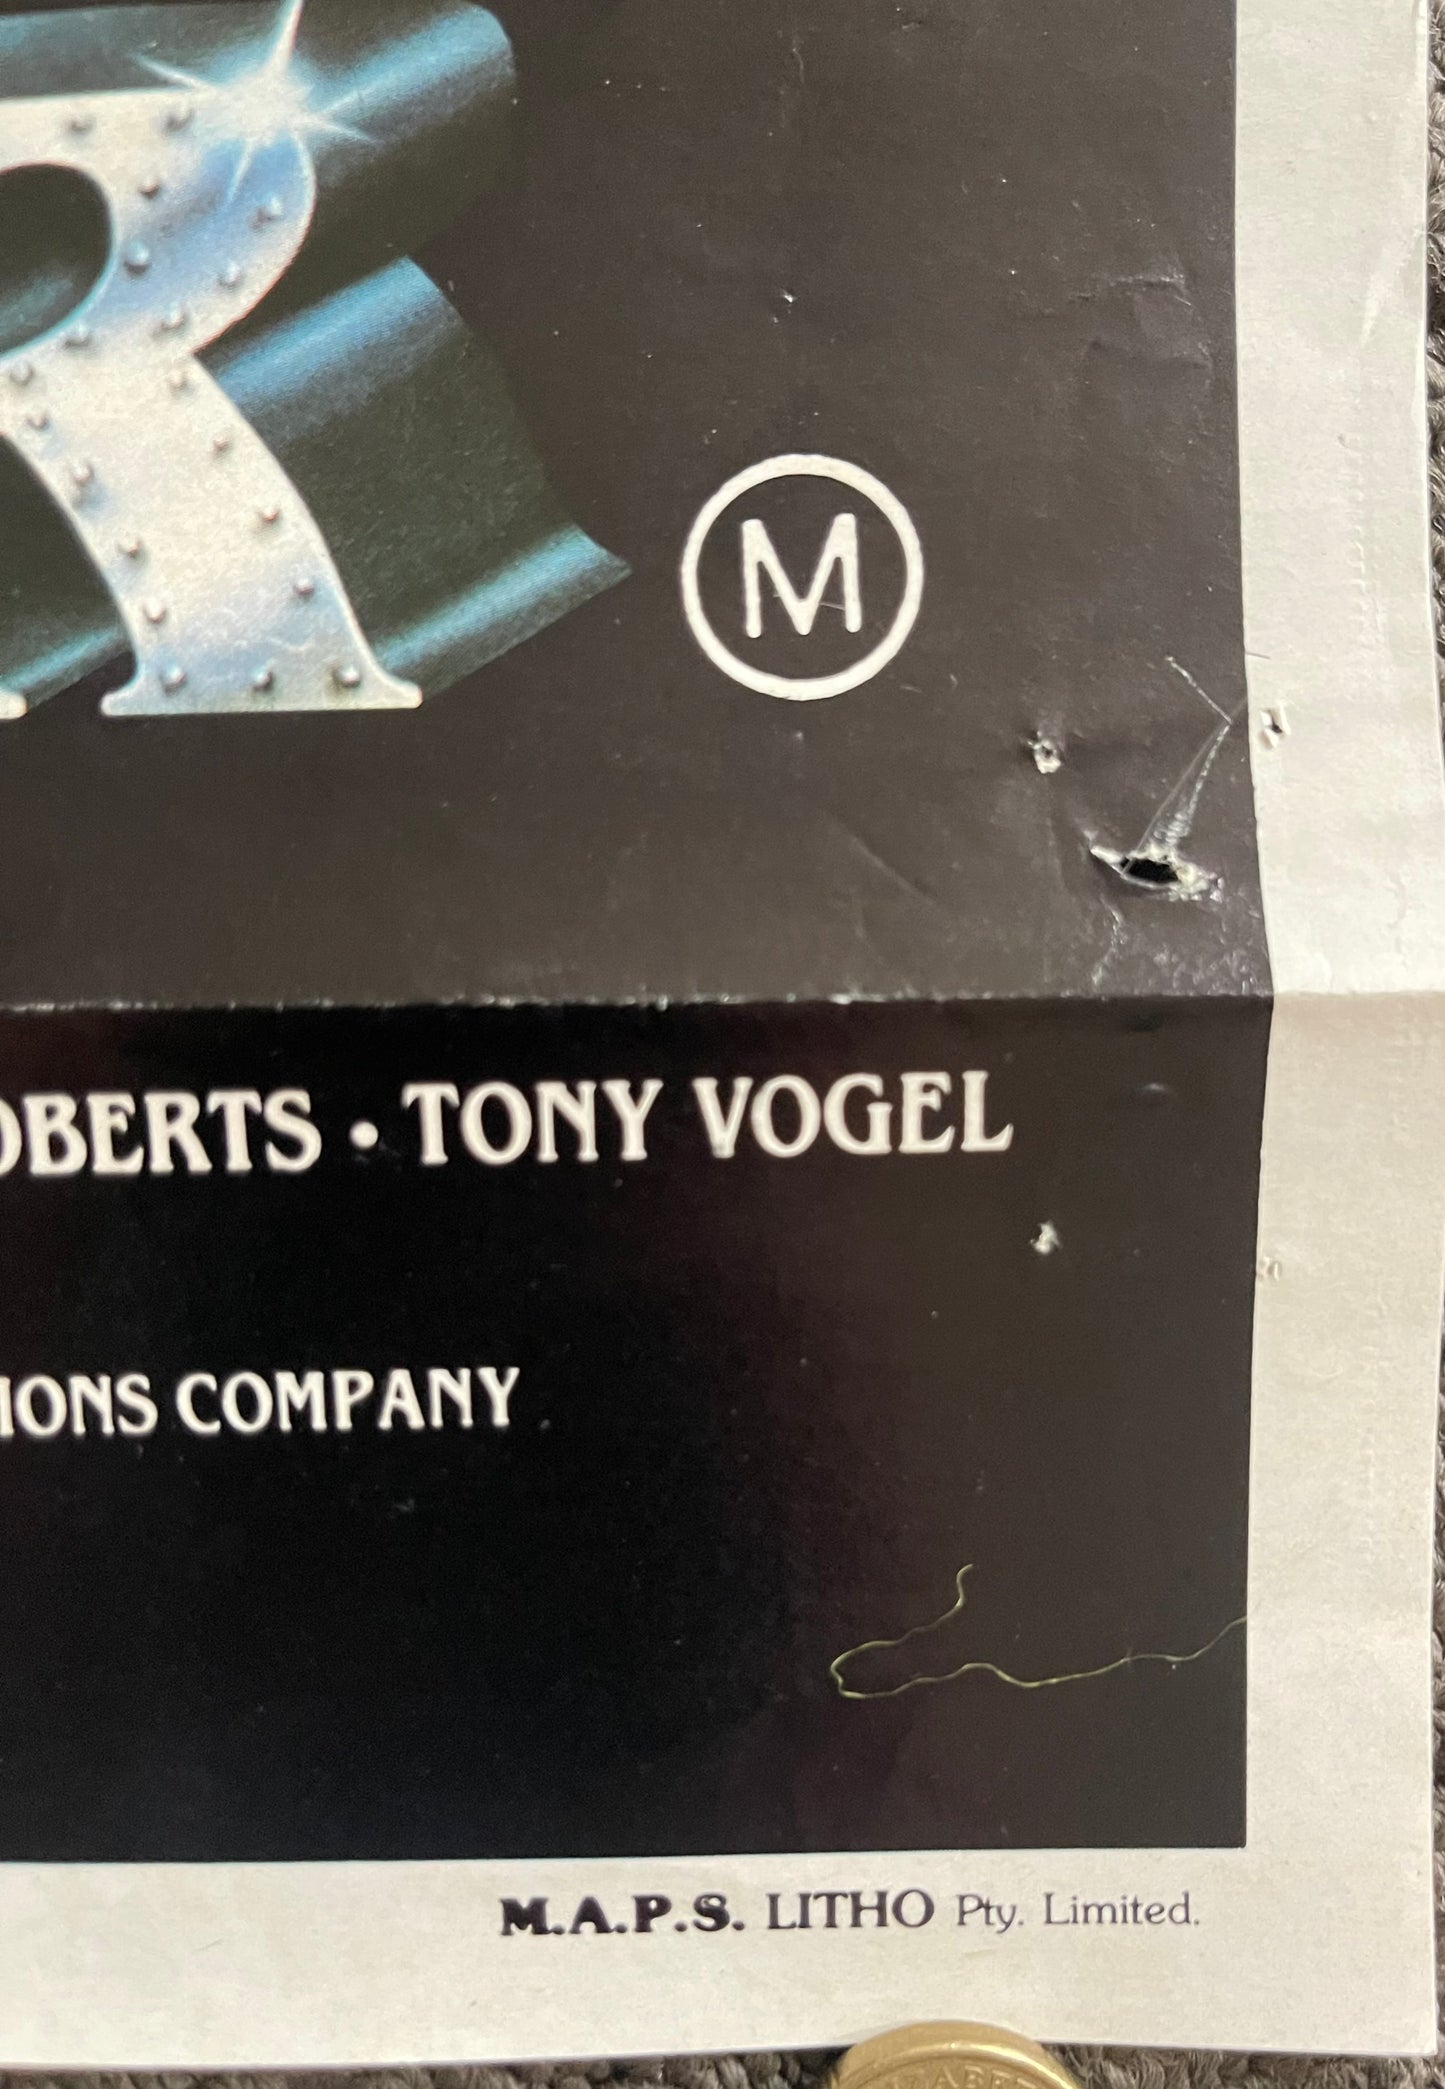 R
M
OBERTS • TONY VOGEL
IONS COMPANY
M.A.P.S. LITHO Pty. Limited.